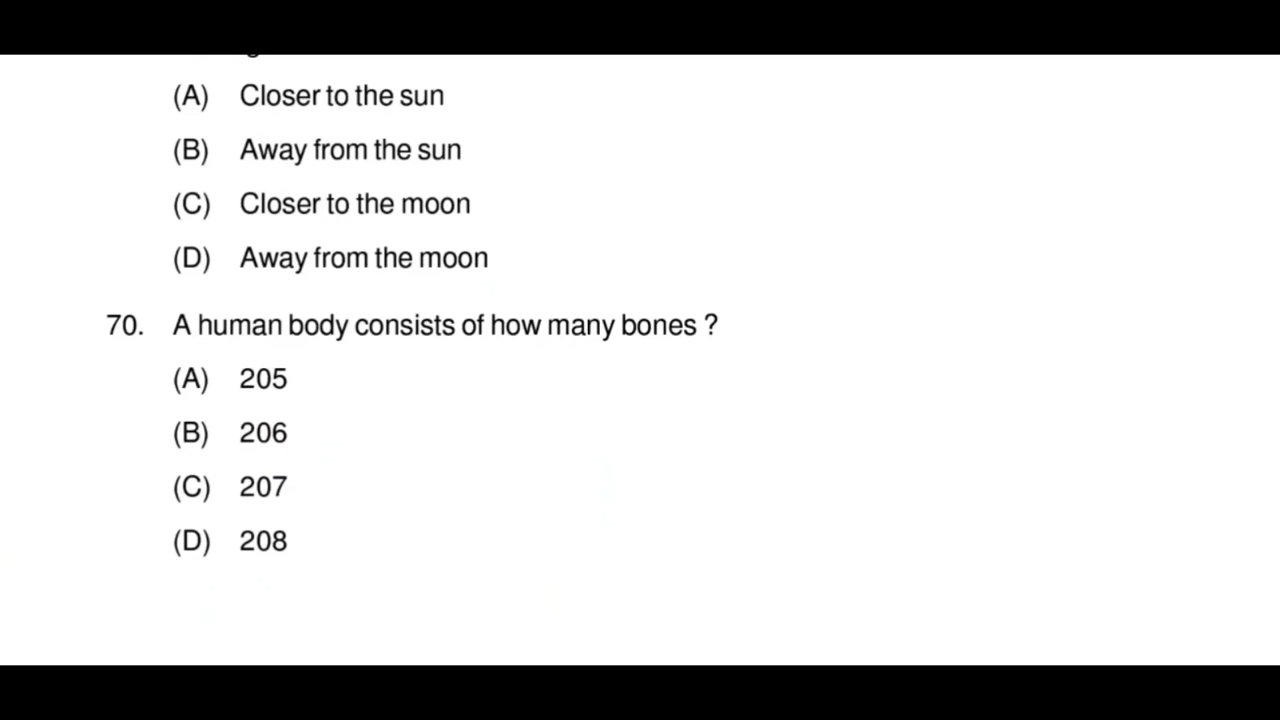 (A) Closer to the sun
(B) Away from the sun
(C) Closer to the moon
(D) Away from the moon
70. A human body consists of how many bones ?
(A) 205
(B) 206
(C) 207
(D) 208